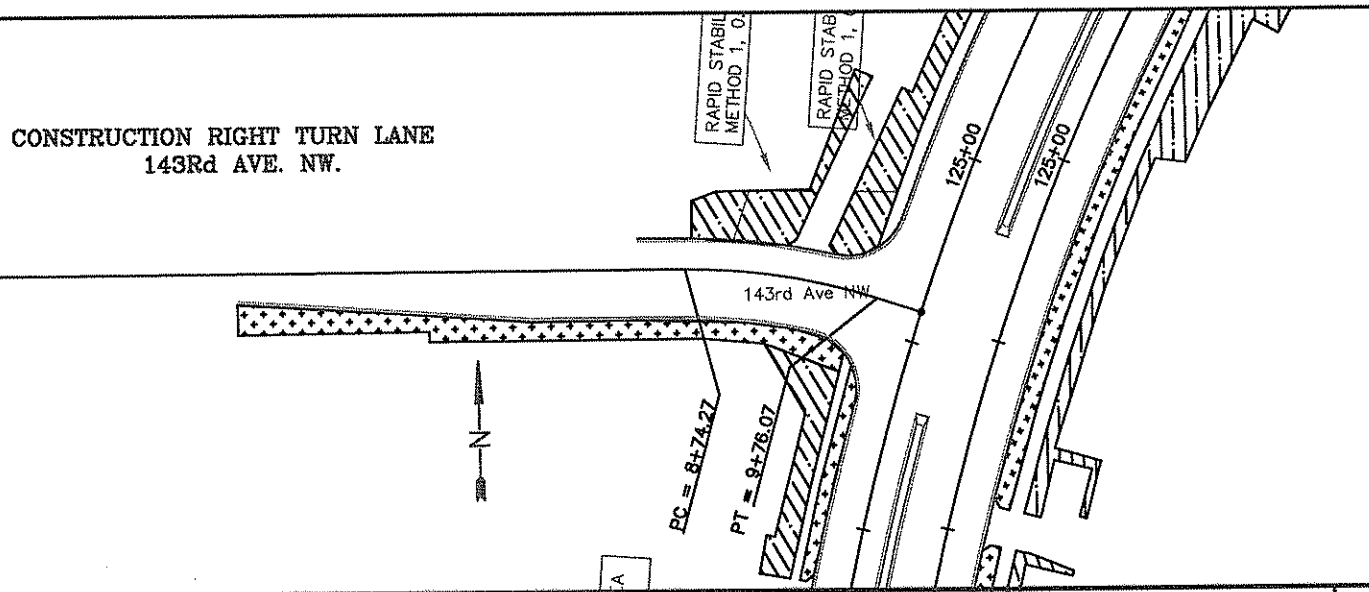 CONSTRUCTION RIGHT TURN LANE
143Rd AVE. NW.
RAPID STABIL
METHOD 1, 0.
RAPID STAB
METHOD 1,
125+00
125+00
143rd Ave NW
N
PC = 8+74.27
PT = 9+76.07
TA